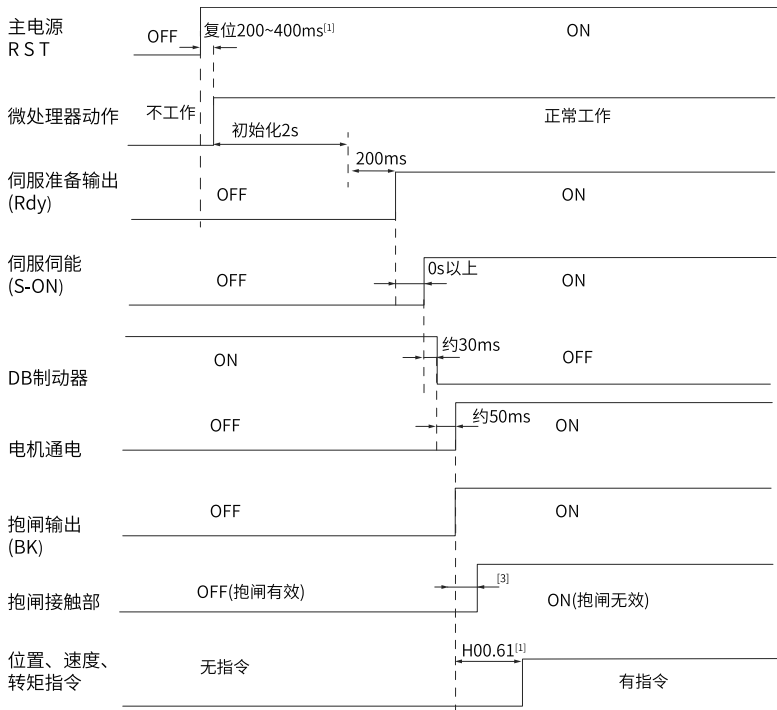 主电源
R S T
OFF
复位200~400ms[1]
ON
微处理器动作
不工作
正常工作
初始化2s
200ms
伺服准备输出
(Rdy)
OFF
ON
伺服伺能
(S-ON)
OFF
0s以上
ON
DB制动器
ON
约30ms
OFF
电机通电
OFF
约50ms
ON
抱闸输出
(BK)
OFF
ON
抱闸接触部
OFF(抱闸有效)
[3]
ON(抱闸无效)
位置、速度、
转矩指令
无指令
H00.61[1]
有指令